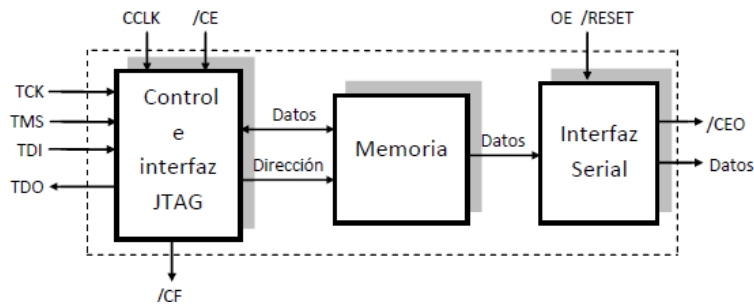 CCLK
/CE
OE /RESET
TCK
TMS
TDI
TDO
Control
e
interfaz
JTAG
Datos
Dirección
Memoria
Datos
Interfaz
Serial
/CEO
Datos
/CF